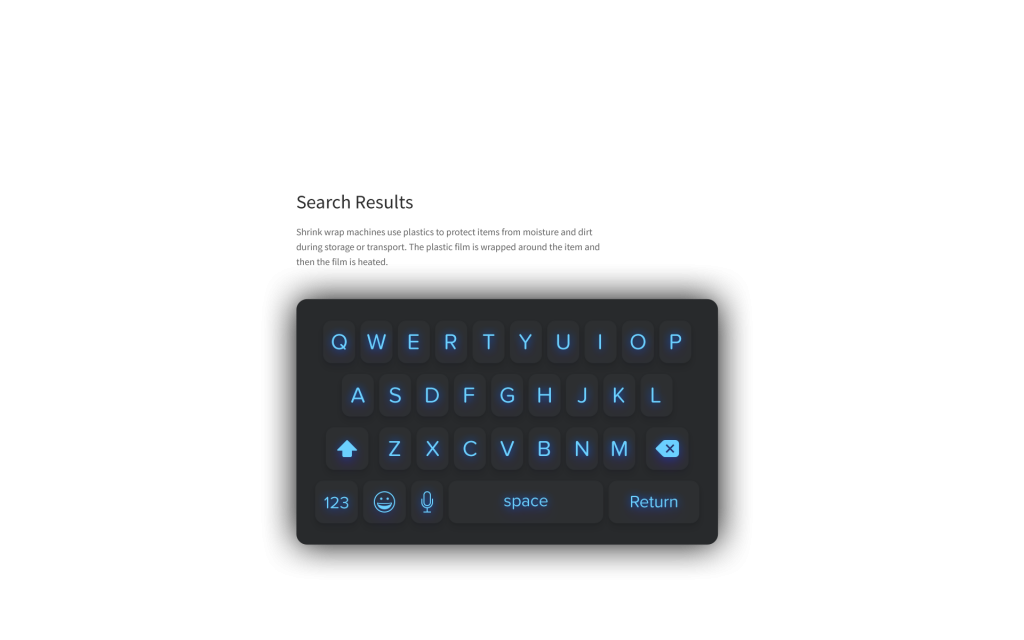 Search Results
Shrink wrap machines use plastics to protect items from moisture and dirt
during storage or transport. The plastic film is wrapped around the item and
then the film is heated.
Q W E R T Y U I O P
A S D F G H J K L
Z X C V B N M
123 space Return